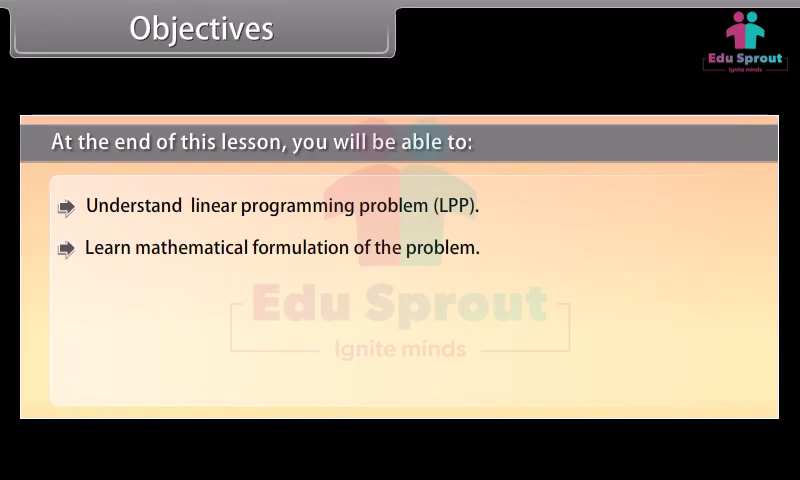 Objectives
Edu Sprout
Ignite minds
At the end of this lesson, you will be able to:
Understand linear programming problem (LPP).
Learn mathematical formulation of the problem.
Edu Sprout
Ignite minds